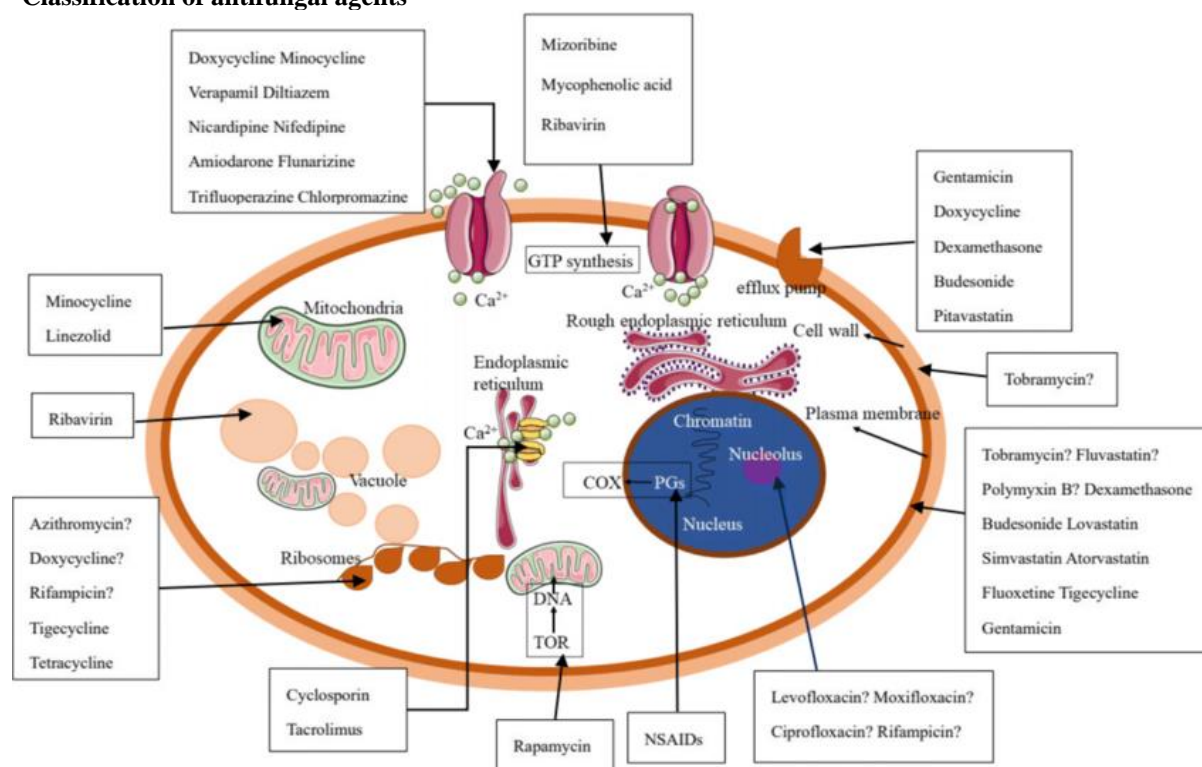 Classification of antifungal agents
Doxycycline Minocycline
Verapamil Diltiazem
Nicardipine Nifedipine
Amiodarone Flunarizine
Trifluoperazine Chlorpromazine
Mizoribine
Mycophenolic acid
Ribavirin
Gentamicin
Doxycycline
Dexamethasone
Budesonide
Pitavastatin
GTP synthesis
Ca²⁺
Ca²⁺
efflux pump
Minocycline
Linezolid
Mitochondria
Rough endoplasmic reticulum
Cell wall
Tobramycin?
Endoplasmic
reticulum
Ribavirin
Ca²⁺
Chromatin
Plasma membrane
Nucleolus
Vacuole
COX
PGs
Nucleus
Tobramycin? Fluvastatin?
Polymyxin B? Dexamethasone
Budesonide Lovastatin
Simvastatin Atorvastatin
Fluoxetine Tigecycline
Gentamicin
Azithromycin?
Doxycycline?
Rifampicin?
Tigecycline
Tetracycline
Ribosomes
DNA
TOR
Cyclosporin
Tacrolimus
Rapamycin
NSAIDs
Levofloxacin? Moxifloxacin?
Ciprofloxacin? Rifampicin?